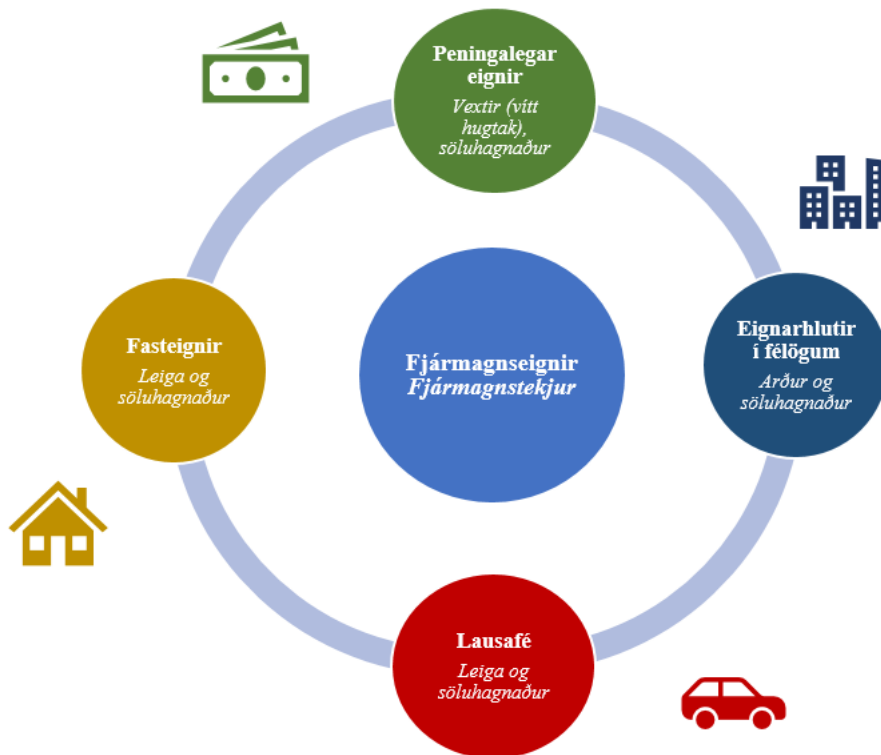 Peningalegar
eignir
Vextir (vítt
hugtak),
söluhagnaður
Eignarhlutir
í félögum
Arður og
söluhagnaður
Fasteignir
Leiga og
söluhagnaður
Fjármagnseignir
Fjármagnstekjur
Lausafé
Leiga og
söluhagnaður